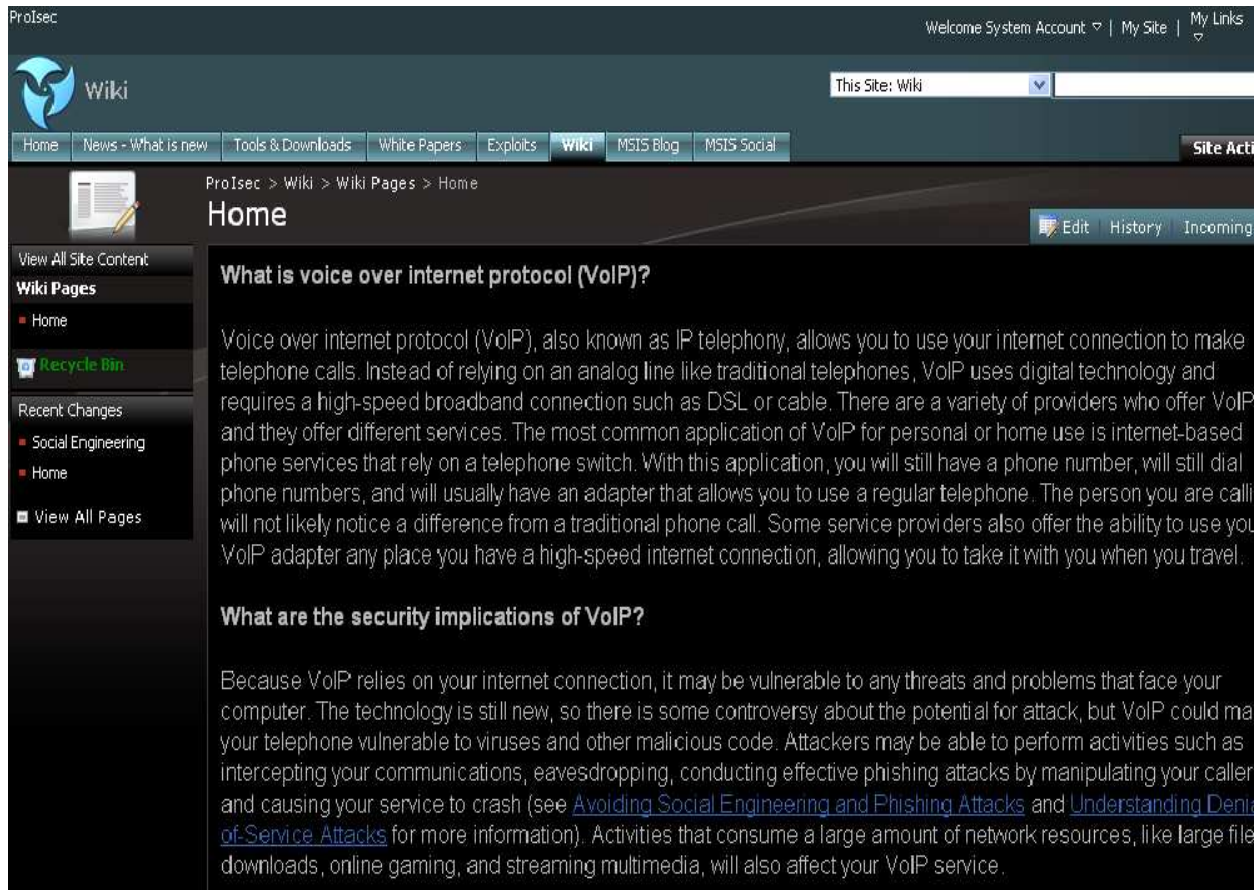 ProIsec
Welcome System Account | My Site | My Links
Wiki
This Site: Wiki
Home News - What is new Tools & Downloads White Papers Exploits Wiki MSIS Blog MSIS Social
Site Acti
ProIsec > Wiki > Wiki Pages > Home
Home
Edit History Incoming
View All Site Content
Wiki Pages
Home
Recycle Bin
Recent Changes
Social Engineering
Home
View All Pages
What is voice over internet protocol (VoIP)?
Voice over internet protocol (VoIP), also known as IP telephony, allows you to use your internet connection to make
telephone calls. Instead of relying on an analog line like traditional telephones, VoIP uses digital technology and
requires a high-speed broadband connection such as DSL or cable. There are a variety of providers who offer VoIP
and they offer different services. The most common application of VoIP for personal or home use is internet-based
phone services that rely on a telephone switch. With this application, you will still have a phone number, will still dial
phone numbers, and will usually have an adapter that allows you to use a regular telephone. The person you are calli
will not likely notice a difference from a traditional phone call. Some service providers also offer the ability to use you
VoIP adapter any place you have a high-speed internet connection, allowing you to take it with you when you travel.
What are the security implications of VoIP?
Because VoIP relies on your internet connection, it may be vulnerable to any threats and problems that face your
computer. The technology is still new, so there is some controversy about the potential for attack, but VoIP could ma
your telephone vulnerable to viruses and other malicious code. Attackers may be able to perform activities such as
intercepting your communications, eavesdropping, conducting effective phishing attacks by manipulating your caller
and causing your service to crash (see Avoiding Social Engineering and Phishing Attacks and Understanding Denia
of-Service Attacks for more information). Activities that consume a large amount of network resources, like large file
downloads, online gaming, and streaming multimedia, will also affect your VoIP service.